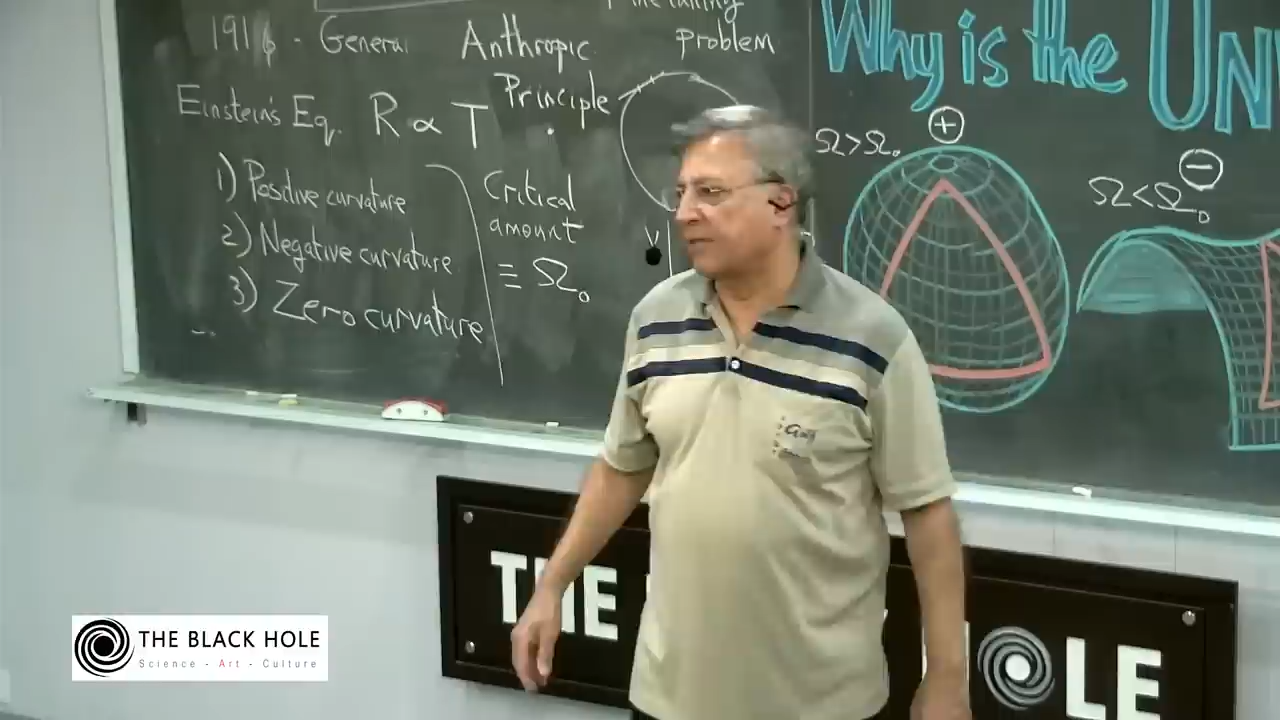 1916 - General
Einstein's Eq. R ∝ T
1) Positive curvature
2) Negative curvature
3) Zero curvature
Anthropic
Principle
problem
Critical
amount
≡ Ω₀
V
Why is the UN
Ω>Ω₀
+
Ω<Ω₀
−
THE HOLE
THE BLACK HOLE
Science - Art - Culture